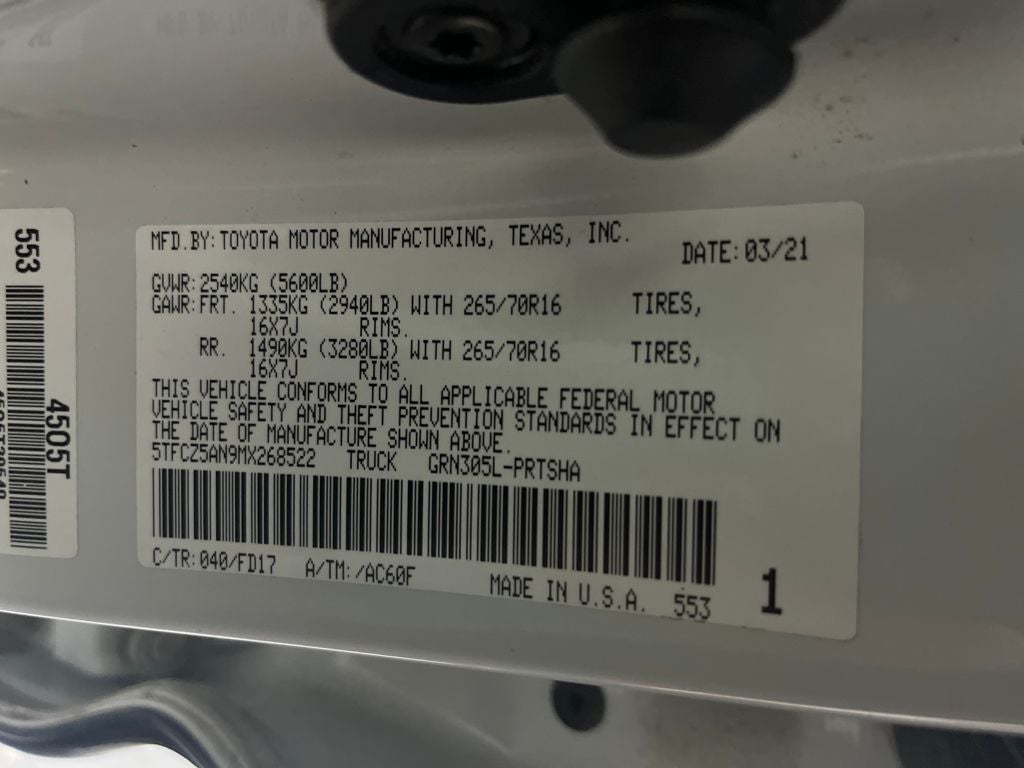 MFD.BY:TOYOTA MOTOR MANUFACTURING, TEXAS, INC.
DATE:03/21
GVWR:2540KG (5600LB)
GAWR:FRT. 1335KG (2940LB) WITH 265/70R16 TIRES,
16X7J RIMS.
RR. 1490KG (3280LB) WITH 265/70R16 TIRES,
16X7J RIMS.
THIS VEHICLE CONFORMS TO ALL APPLICABLE FEDERAL MOTOR
VEHICLE SAFETY AND THEFT PREVENTION STANDARDS IN EFFECT ON
THE DATE OF MANUFACTURE SHOWN ABOVE.
5TFCZ5AN9MX268522 TRUCK GRN305L-PRTSHA
C/TR:040/FD17 A/TM:/AC60F MADE IN U.S.A. 553 1
553
4505T